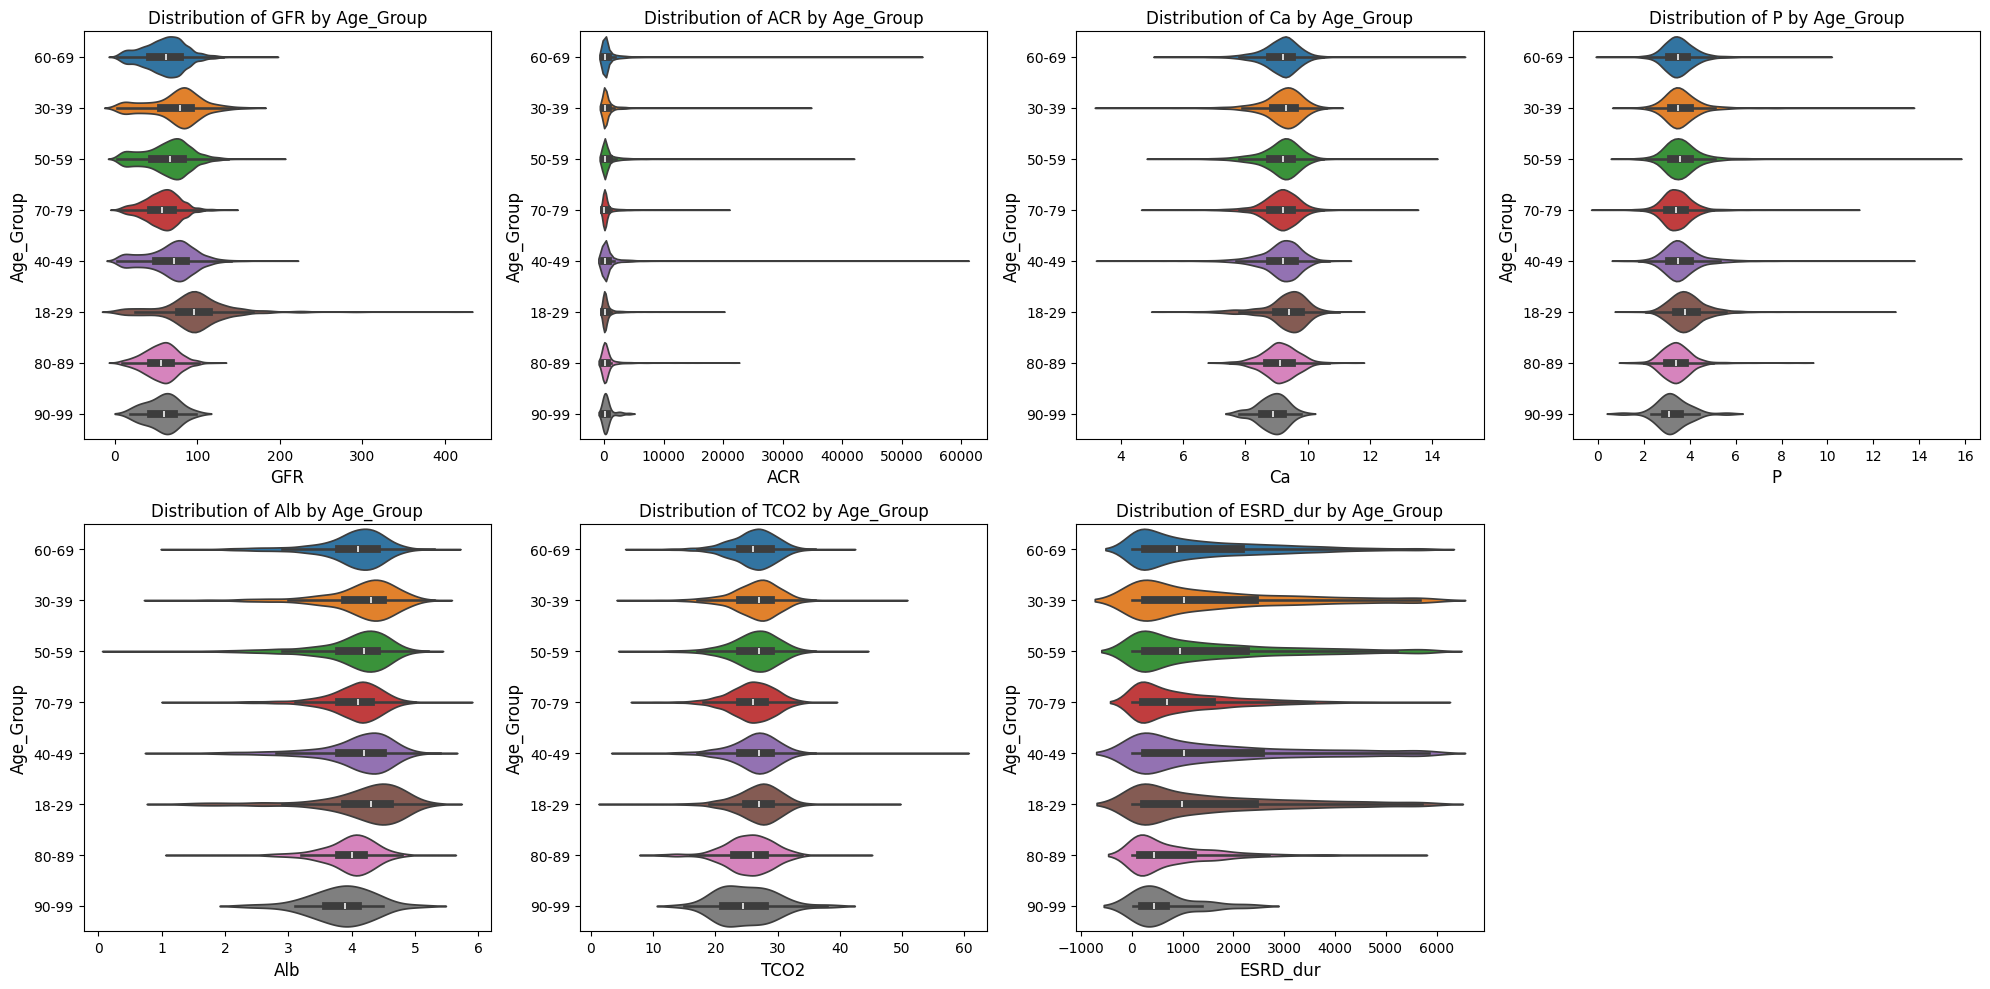 Distribution of GFR by Age_Group
Age_Group
60-69
30-39
50-59
70-79
40-49
18-29
80-89
90-99
0 100 200 300 400
GFR
Distribution of ACR by Age_Group
Age_Group
60-69
30-39
50-59
70-79
40-49
18-29
80-89
90-99
0 10000 20000 30000 40000 50000 60000
ACR
Distribution of Ca by Age_Group
Age_Group
60-69
30-39
50-59
70-79
40-49
18-29
80-89
90-99
4 6 8 10 12 14
Ca
Distribution of P by Age_Group
Age_Group
60-69
30-39
50-59
70-79
40-49
18-29
80-89
90-99
0 2 4 6 8 10 12 14 16
P
Distribution of Alb by Age_Group
Age_Group
60-69
30-39
50-59
70-79
40-49
18-29
80-89
90-99
0 1 2 3 4 5 6
Alb
Distribution of TCO2 by Age_Group
Age_Group
60-69
30-39
50-59
70-79
40-49
18-29
80-89
90-99
0 10 20 30 40 50 60
TCO2
Distribution of ESRD_dur by Age_Group
Age_Group
60-69
30-39
50-59
70-79
40-49
18-29
80-89
90-99
−1000 0 1000 2000 3000 4000 5000 6000
ESRD_dur